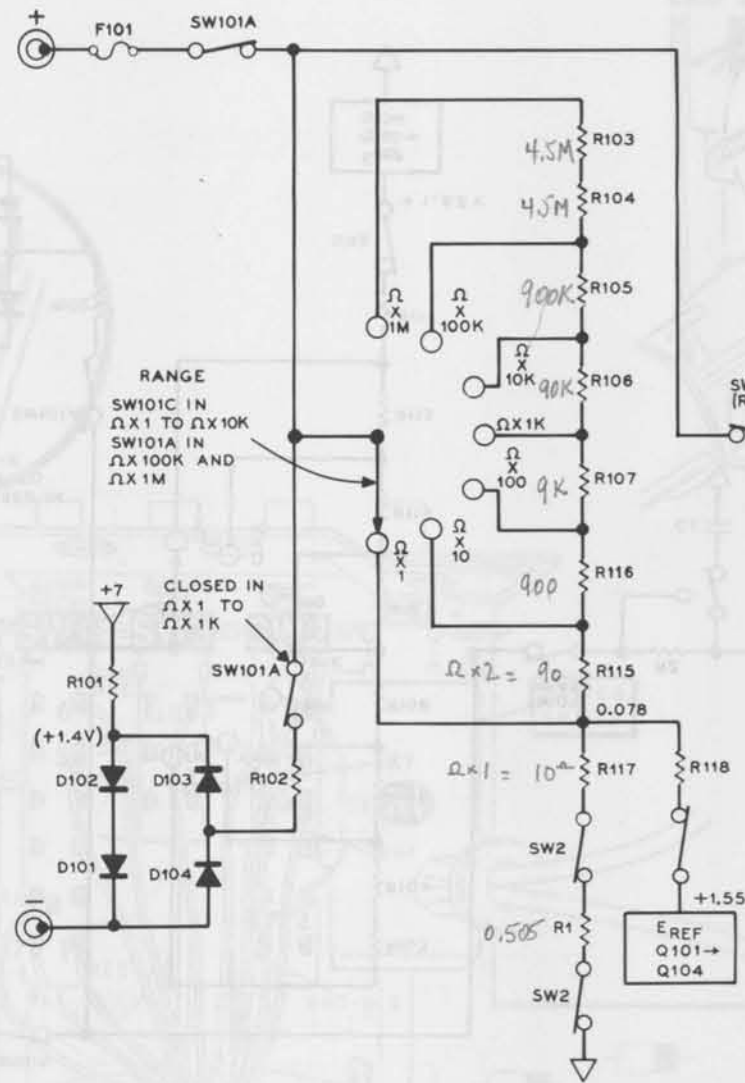 +
F101
SW101A
R103
4.5M
R104
4.5M
R105
900K
Ω X 1M
Ω X 100K
Ω X 10K
R106
90K
RANGE
SW101C IN
ΩX1 TO ΩX10K
SW101A IN
ΩX100K AND
ΩX1M
ΩX1K
Ω X 100
R107
9K
Ω X 1
Ω X 10
R116
900
+7
CLOSED IN
ΩX1 TO
ΩX1K
SW101A
Ω×2 = 90
R115
0.078
R101
(+1.4V)
D102
D103
R102
Ω×1 = 10Ω
R117
R118
SW2
D101
D104
+1.55
0.505
R1
EREF
Q101→
Q104
SW2
−